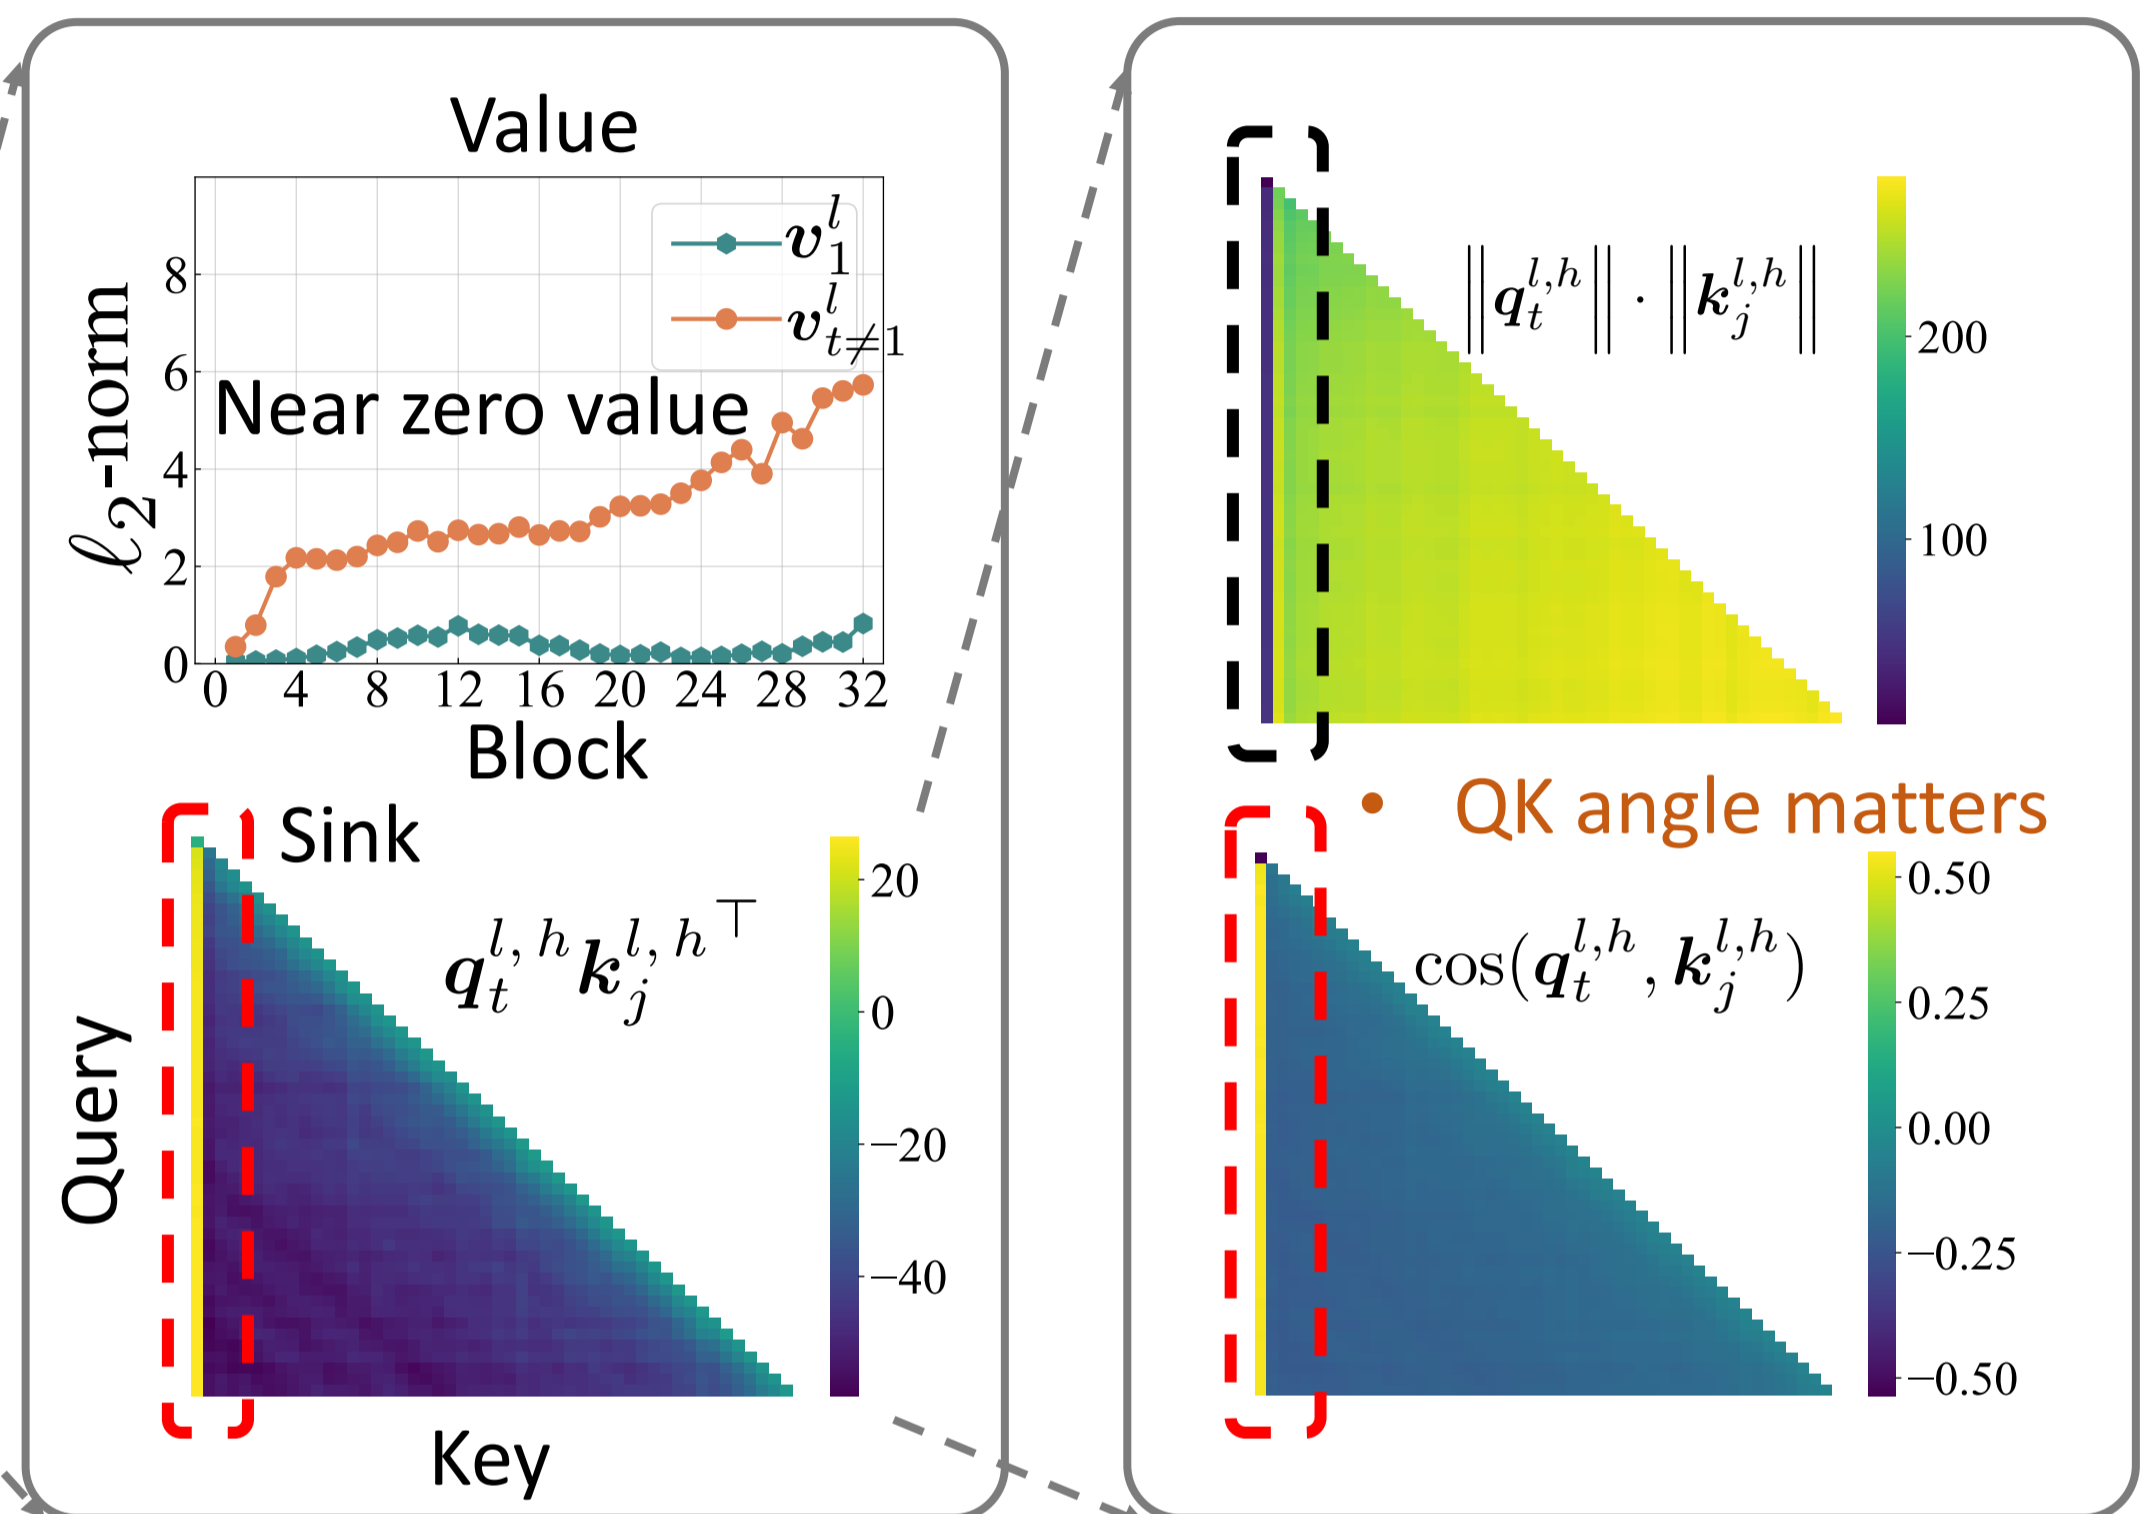 Value
v_1^l
v_{t≠1}^l
Near zero value
ℓ2-norm
8
6
4
2
0
0 4 8 12 16 20 24 28 32
Block
Sink
q_t^{l,h} k_j^{l,h⊤}
20
0
−20
−40
Query
Key
‖q_t^{l,h}‖ · ‖k_j^{l,h}‖
200
100
• QK angle matters
cos(q_t^{l,h}, k_j^{l,h})
0.50
0.25
0.00
−0.25
−0.50